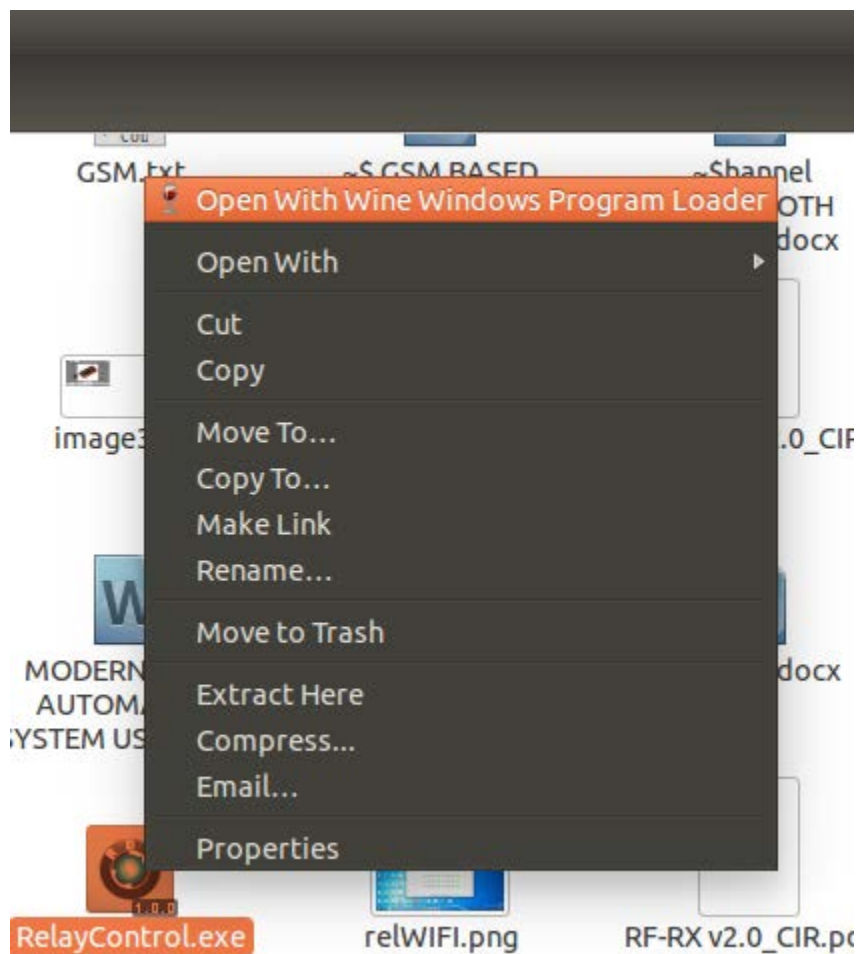 GSM.txt
~$ GSM BASED
~$hannel
OTH
docx
Open With Wine Windows Program Loader
Open With
Cut
Copy
Move To…
Copy To…
Make Link
Rename…
Move to Trash
Extract Here
Compress...
Email…
Properties
image3
.0_CIR
MODERN
AUTOMA
SYSTEM US
docx
1.0.0
RelayControl.exe
relWIFI.png
RF-RX v2.0_CIR.pd